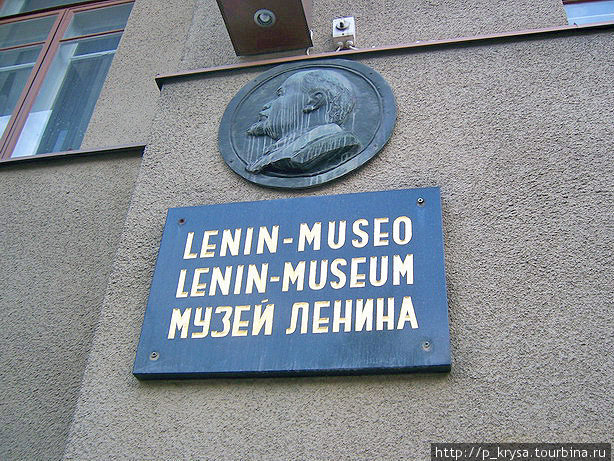 LENIN-MUSEO
LENIN-MUSEUM
МУЗЕЙ ЛЕНИНА
http://p_krysa.tourbina.ru